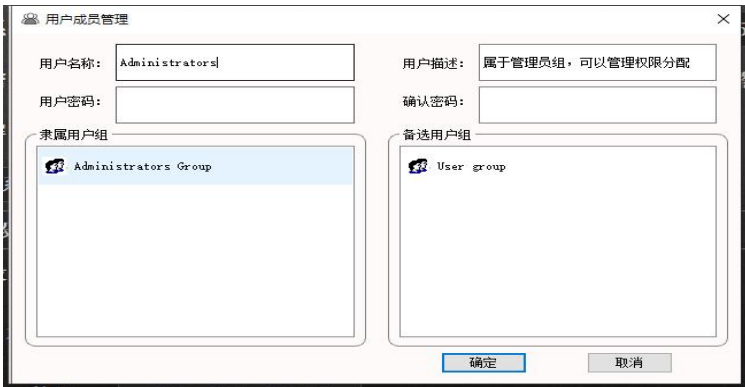 用户成员管理
用户名称： Administrators 用户描述： 属于管理员组，可以管理权限分配
用户密码： 确认密码：
隶属用户组 备选用户组
Administrators Group User group
确定 取消